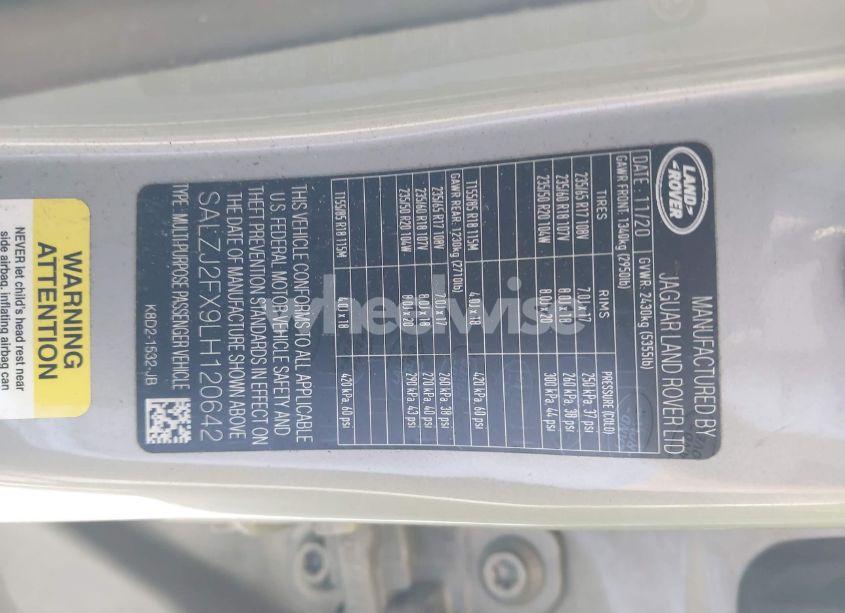 LAND
ROVER
MANUFACTURED BY
JAGUAR LAND ROVER LTD
DATE: 11/20 GVWR: 2430kg (5355lb)
GAWR FRONT: 1340kg (2950lb)
TIRES RIMS PRESSURE (COLD)
235/65 R17 108V 7.0J x 17 250 kPa, 37 psi
235/60 R18 107V 8.0J x 18 260 kPa, 38 psi
235/50 R20 104W 8.0J x 20 300 kPa, 44 psi
T155/85 R18 115M 4.0J x 18 420 kPa, 60 psi
GAWR REAR: 1230kg (2710lb)
235/65 R17 108V 7.0J x 17 260 kPa, 38 psi
235/60 R18 107V 8.0J x 18 270 kPa, 40 psi
235/50 R20 104W 8.0J x 20 290 kPa, 43 psi
T155/85 R18 115M 4.0J x 18 420 kPa, 60 psi
THIS VEHICLE CONFORMS TO ALL APPLICABLE
U.S. FEDERAL MOTOR VEHICLE SAFETY AND
THEFT PREVENTION STANDARDS IN EFFECT ON
THE DATE OF MANUFACTURE SHOWN ABOVE
SALZJ2FX9LH120642
TYPE: MULTI-PURPOSE PASSENGER VEHICLE
K8D2-1532-JB
WARNING
ATTENTION
NEVER let child's head rest near
side airbag, inflating airbag can
wheelwise